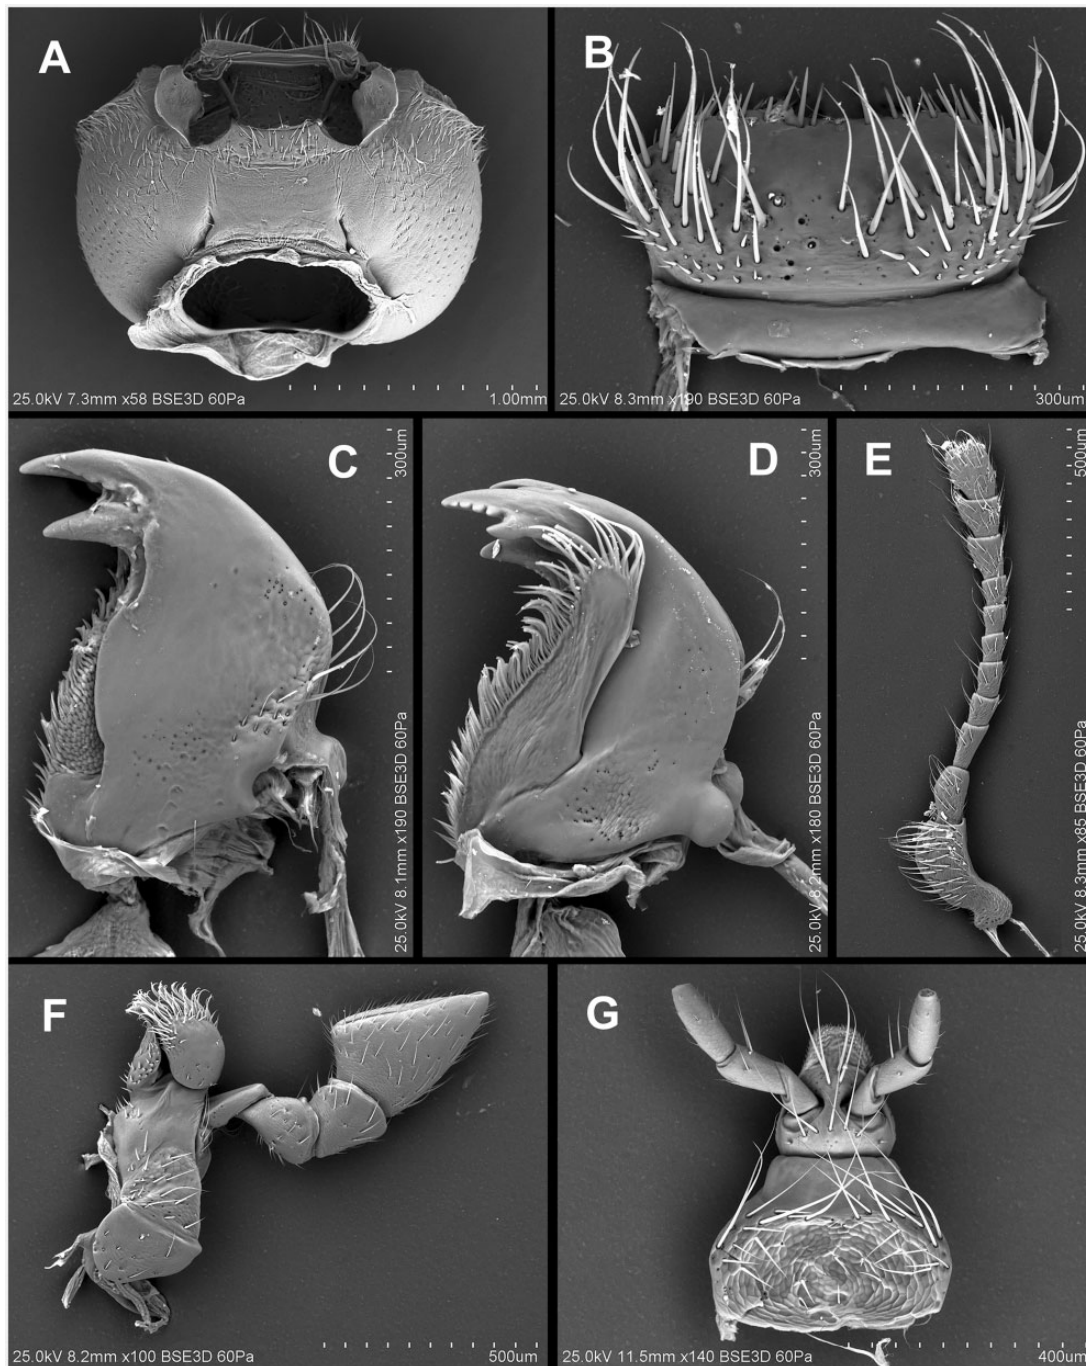 A
25.0kV 7.3mm x58 BSE3D 60Pa 1.00mm
B
25.0kV 8.3mm x190 BSE3D 60Pa 300um
C
25.0kV 8.1mm x190 BSE3D 60Pa 300um
D
25.0kV 8.2mm x180 BSE3D 60Pa 300um
E
25.0kV 8.3mm x85 BSE3D 60Pa 500um
F
25.0kV 8.2mm x100 BSE3D 60Pa 500um
G
25.0kV 11.5mm x140 BSE3D 60Pa 400um